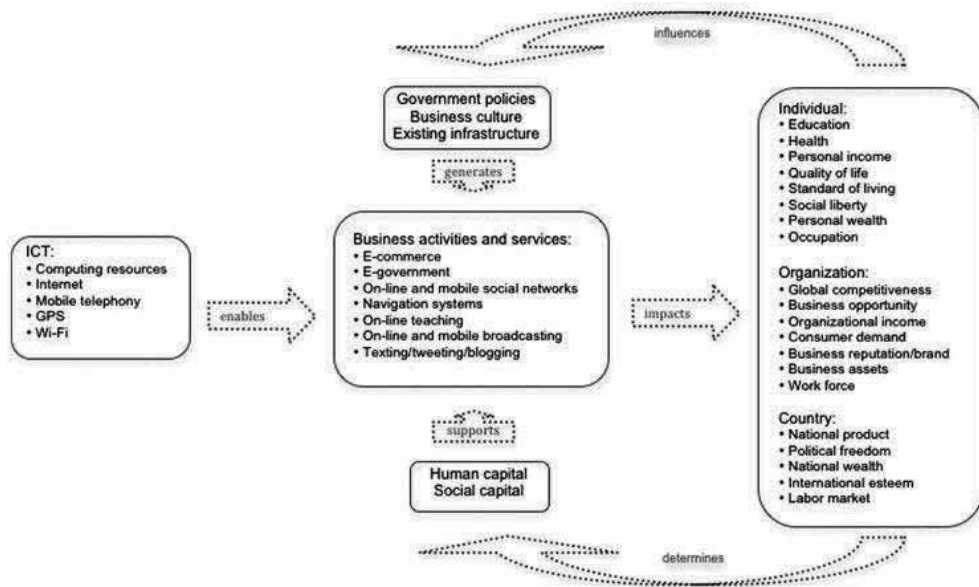 influences
Government policies
Business culture
Existing infrastructure
generates
ICT:
• Computing resources
• Internet
• Mobile telephony
• GPS
• Wi-Fi
enables
Business activities and services:
• E-commerce
• E-government
• On-line and mobile social networks
• Navigation systems
• On-line teaching
• On-line and mobile broadcasting
• Texting/tweeting/blogging
impacts
supports
Human capital
Social capital
Individual:
• Education
• Health
• Personal income
• Quality of life
• Standard of living
• Social liberty
• Personal wealth
• Occupation
Organization:
• Global competitiveness
• Business opportunity
• Organizational income
• Consumer demand
• Business reputation/brand
• Business assets
• Work force
Country:
• National product
• Political freedom
• National wealth
• International esteem
• Labor market
determines